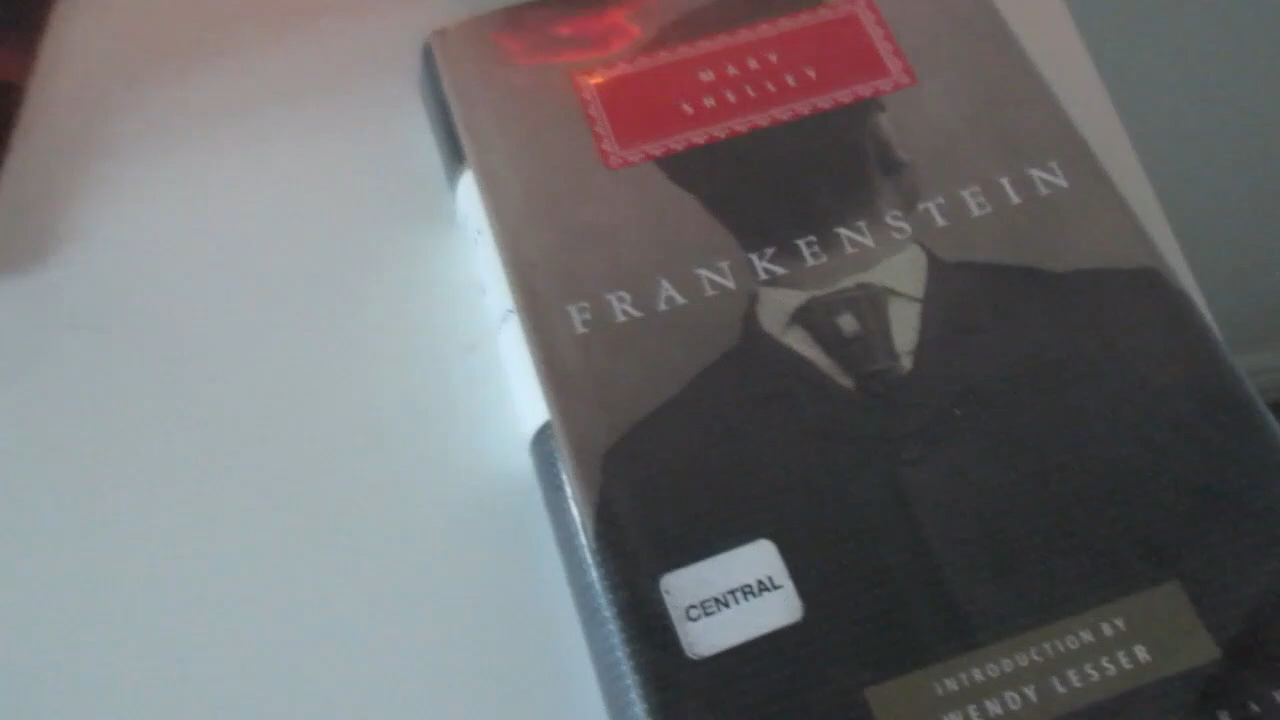 MARY
SHELLEY
FRANKENSTEIN
CENTRAL
INTRODUCTION BY
WENDY LESSER